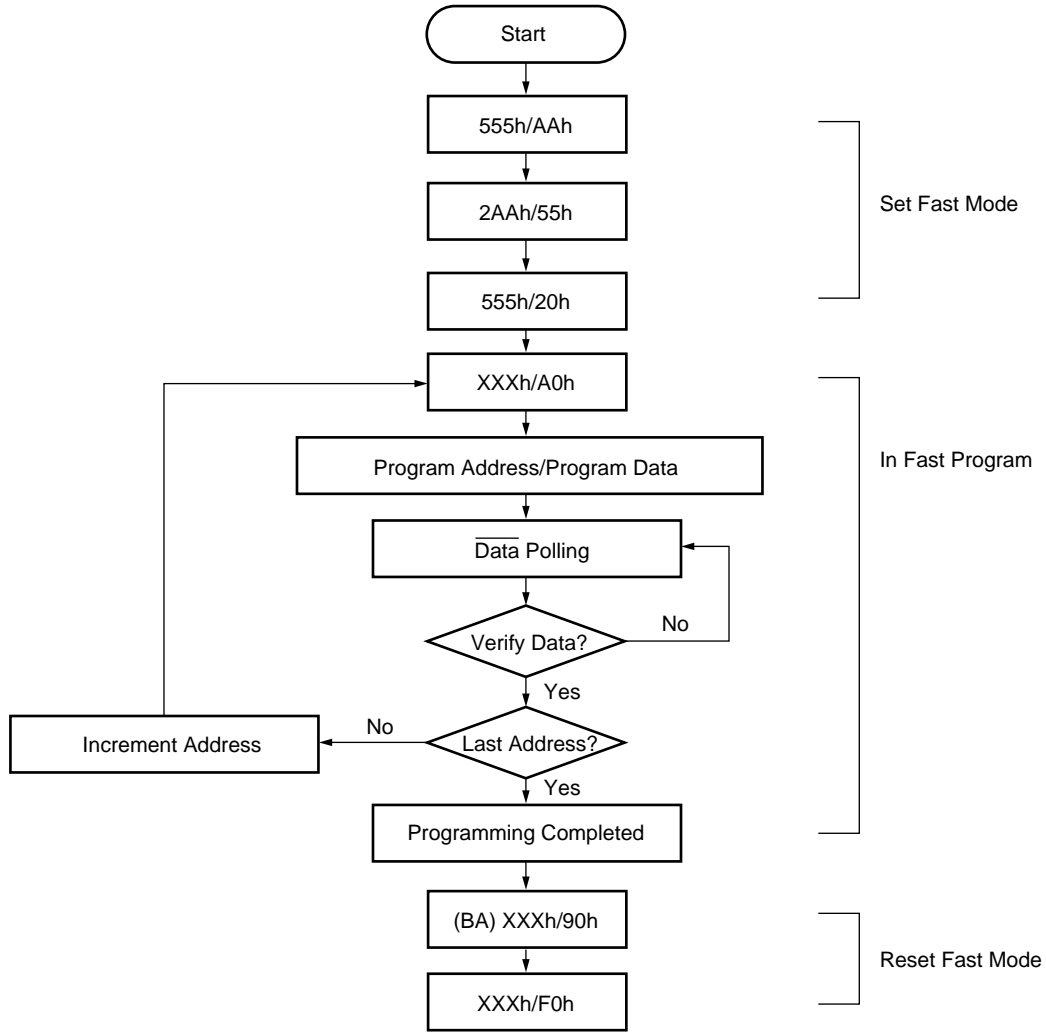 Start
555h/AAh
2AAh/55h
Set Fast Mode
555h/20h
XXXh/A0h
Program Address/Program Data
In Fast Program
Data Polling
Verify Data?
No
Yes
Increment Address
No
Last Address?
Yes
Programming Completed
(BA) XXXh/90h
Reset Fast Mode
XXXh/F0h